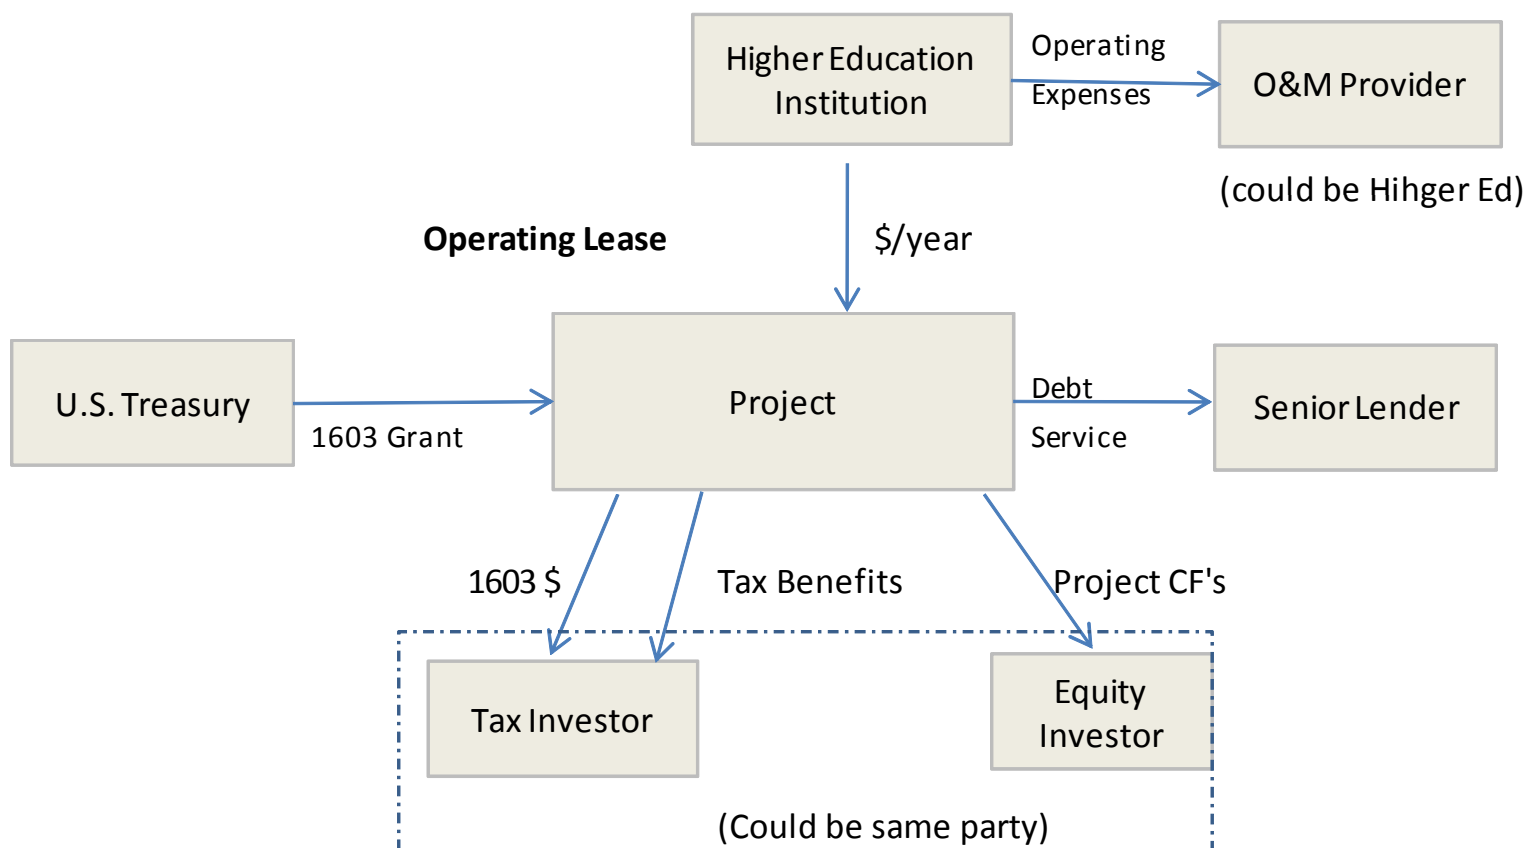 Higher Education
Institution
Operating
Expenses
O&M Provider
(could be Hihger Ed)
Operating Lease
$/year
U.S. Treasury
1603 Grant
Project
Debt
Service
Senior Lender
1603 $
Tax Benefits
Project CF's
Tax Investor
Equity
Investor
(Could be same party)